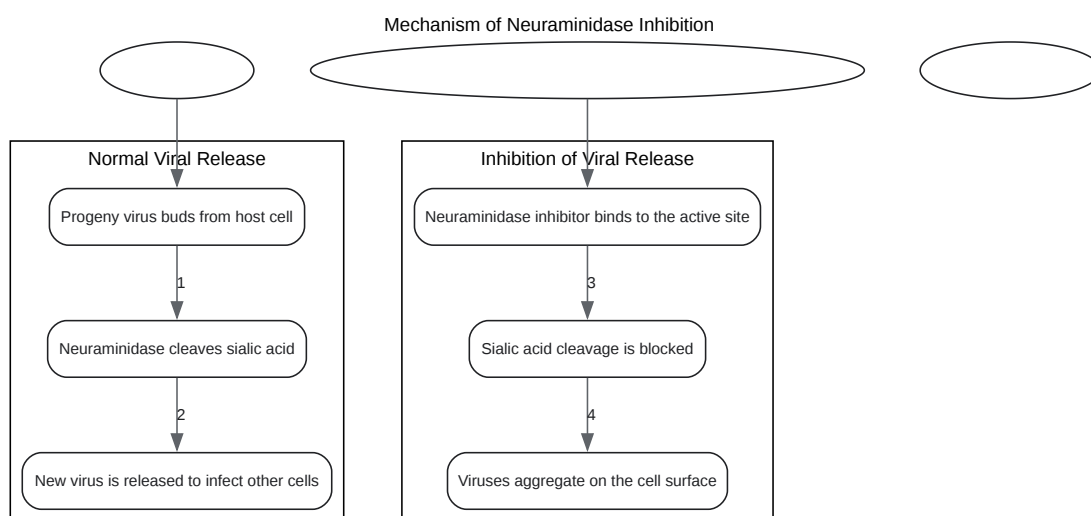 Mechanism of Neuraminidase Inhibition
Normal Viral Release
Progeny virus buds from host cell
1
Neuraminidase cleaves sialic acid
2
New virus is released to infect other cells
Inhibition of Viral Release
Neuraminidase inhibitor binds to the active site
3
Sialic acid cleavage is blocked
4
Viruses aggregate on the cell surface